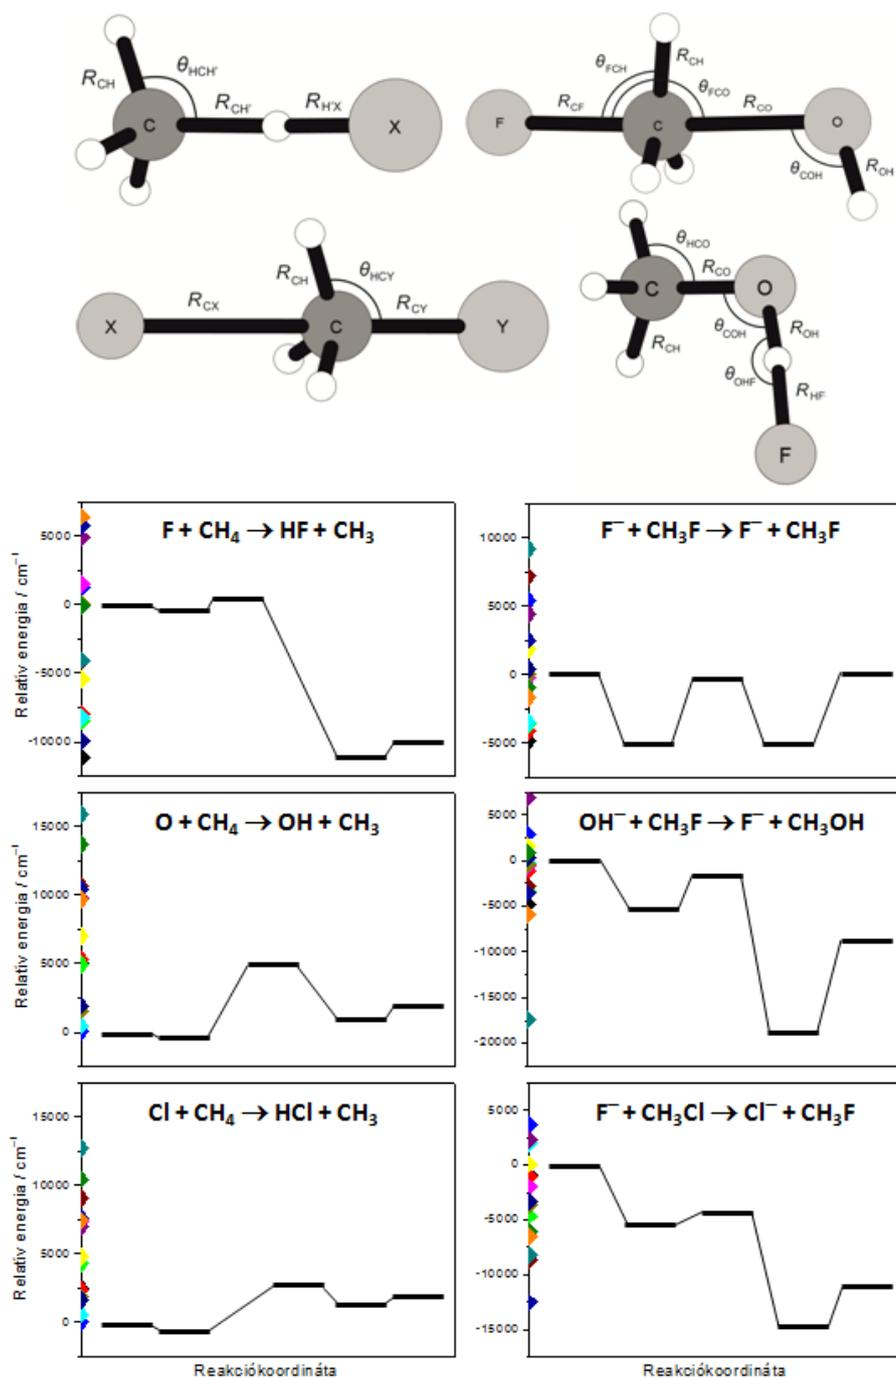 R_CH θ_HCH' R_CH' R_H'X
C X
θ_FCH R_CH θ_FCO
R_CF R_CO
F C O
θ_COH R_OH
R_CX R_CH θ_HCY R_CY
X C Y
θ_HCO R_CO
C O
θ_COH R_OH
R_CH θ_OHF R_HF
F
F + CH₄ → HF + CH₃
Relatív energia / cm⁻¹
5000
0
-5000
-10000
F⁻ + CH₃F → F⁻ + CH₃F
10000
5000
0
-5000
O + CH₄ → OH + CH₃
Relatív energia / cm⁻¹
15000
10000
5000
0
OH⁻ + CH₃F → F⁻ + CH₃OH
5000
0
-5000
-10000
-15000
-20000
Cl + CH₄ → HCl + CH₃
Relatív energia / cm⁻¹
15000
10000
5000
0
Reakciókoordináta
F⁻ + CH₃Cl → Cl⁻ + CH₃F
5000
0
-5000
-10000
-15000
Reakciókoordináta